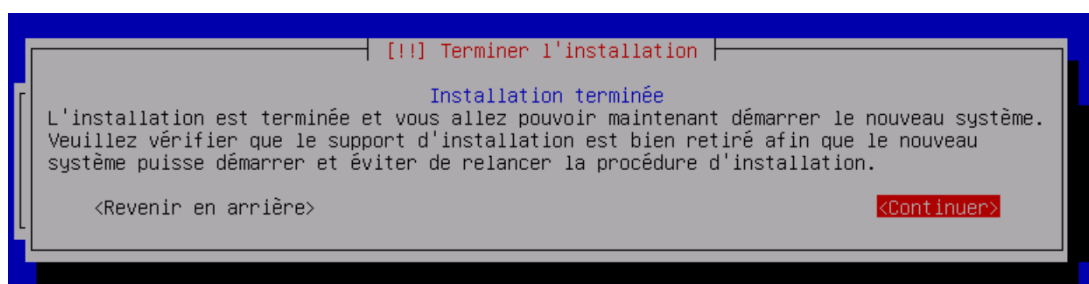 [!!] Terminer l'installation
Installation terminée
L'installation est terminée et vous allez pouvoir maintenant démarrer le nouveau système.
Veuillez vérifier que le support d'installation est bien retiré afin que le nouveau
système puisse démarrer et éviter de relancer la procédure d'installation.
<Revenir en arrière> <Continuer>